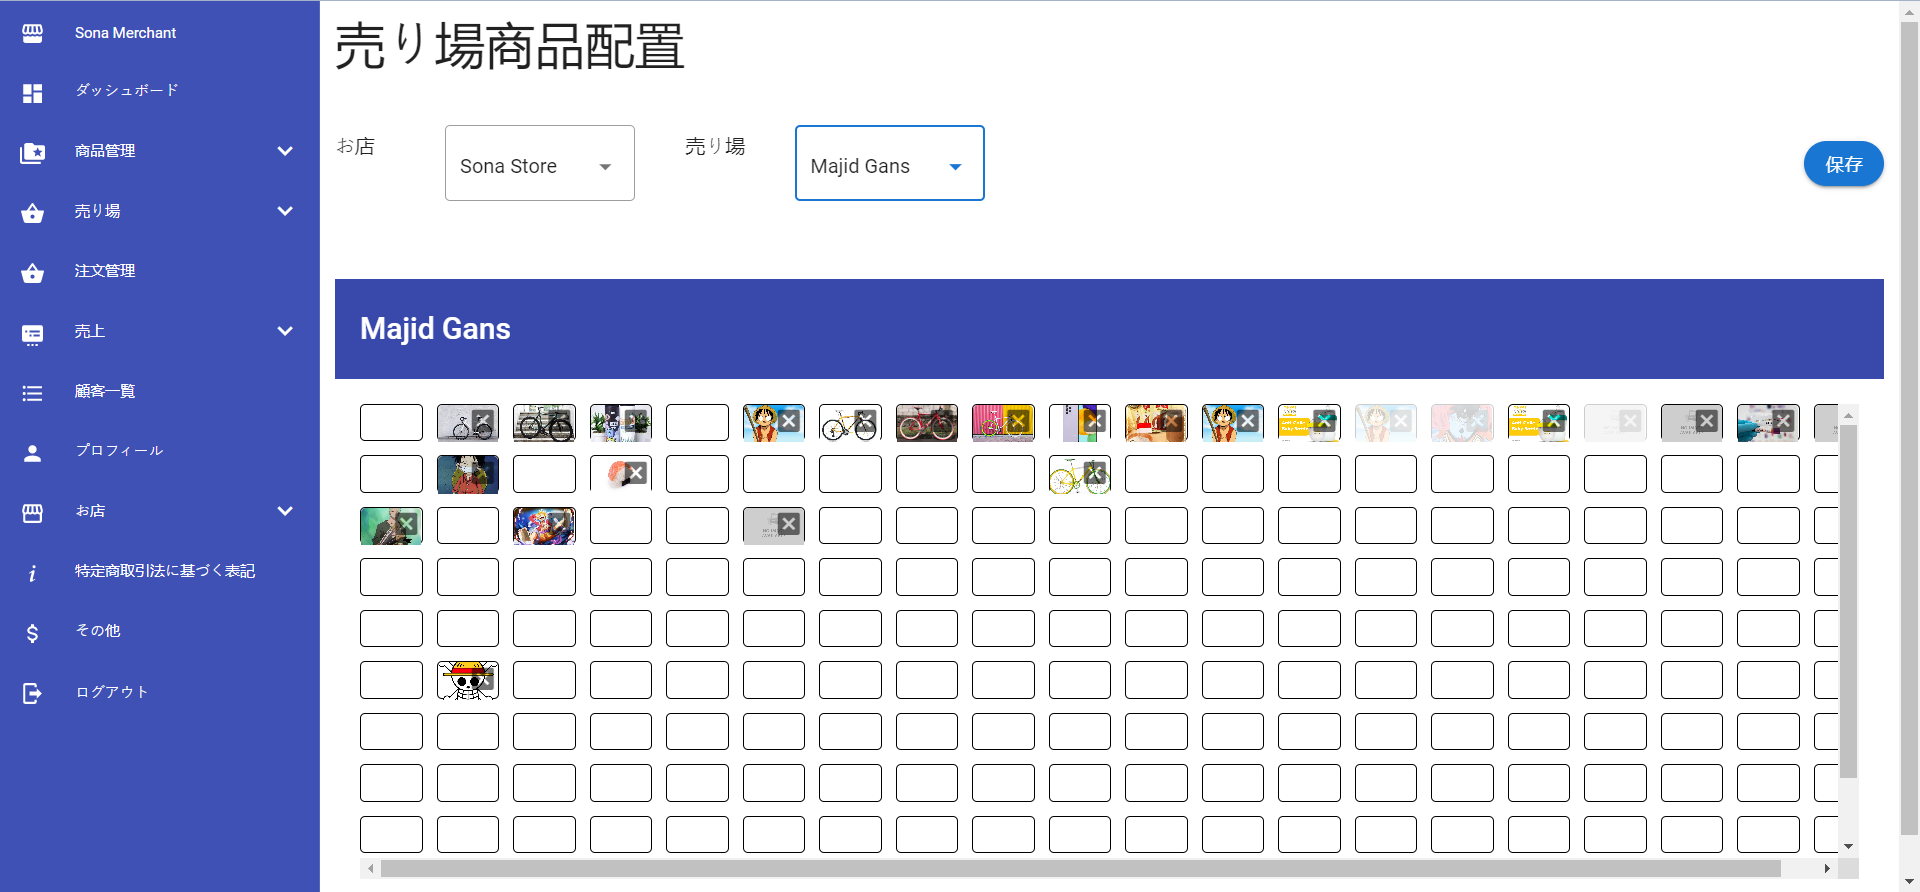 Sona Merchant
ダッシュボード
商品管理
売り場
注文管理
売上
顧客一覧
プロフィール
お店
特定商取引法に基づく表記
その他
ログアウト
売り場商品配置
お店
Sona Store
売り場
Majid Gans
保存
Majid Gans